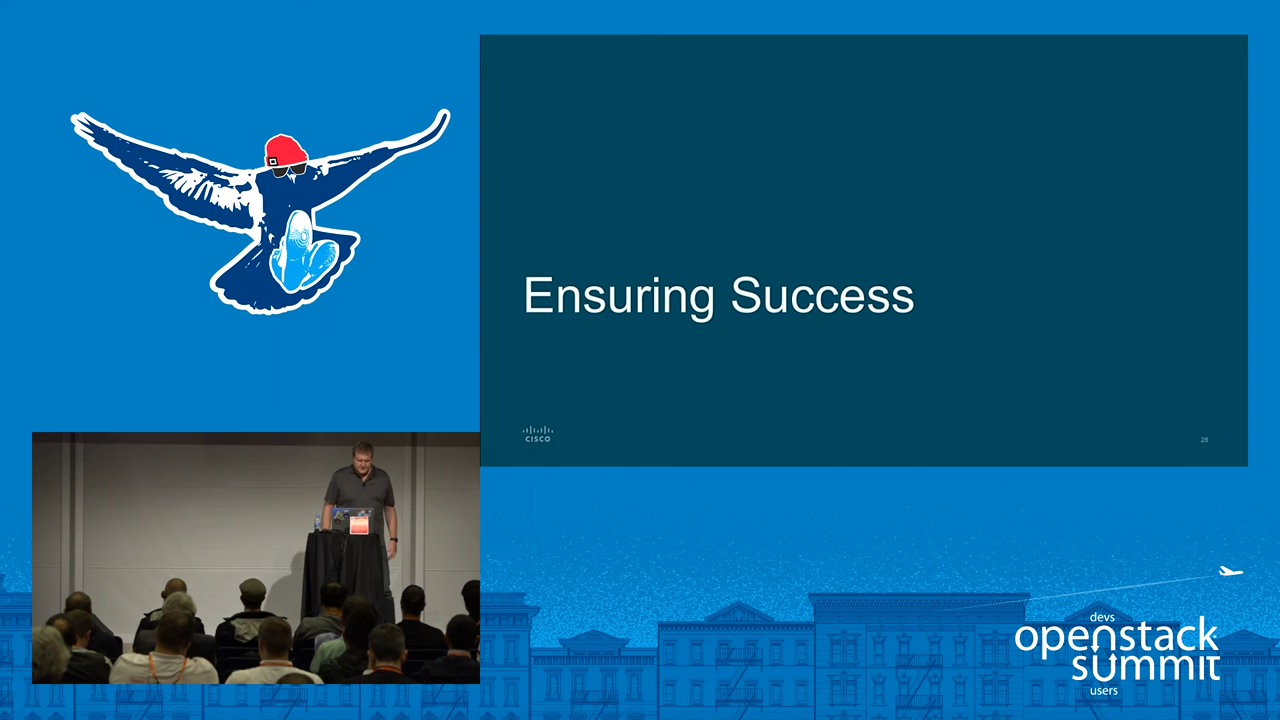 Ensuring Success
CISCO
28
devs
openstack
summit
users